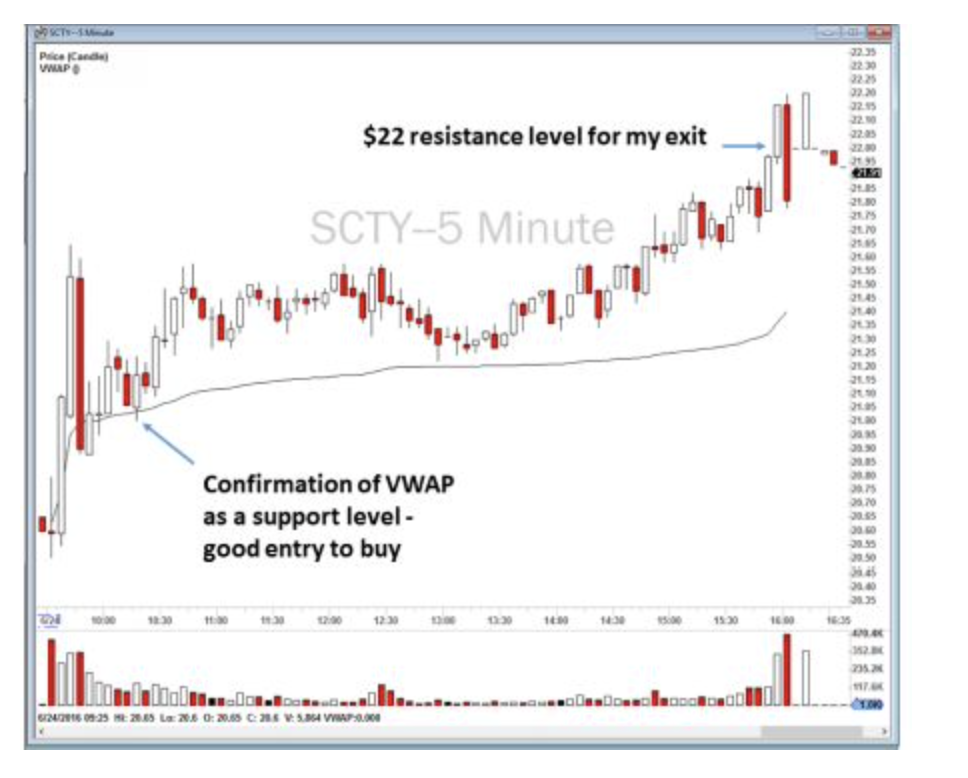 SCTY--5 Minute
Price (Candle)
VWAP ()
22.35
22.30
22.25
22.20
22.15
22.10
22.05
22.00
21.95
21.91
21.85
21.80
21.75
21.70
21.65
21.60
21.55
21.50
21.45
21.40
21.35
21.30
21.25
21.20
21.15
21.10
21.05
21.00
20.95
20.90
20.85
20.80
20.75
20.70
20.65
20.60
20.55
20.50
20.45
20.40
20.35
$22 resistance level for my exit
SCTY--5 Minute
Confirmation of VWAP
as a support level -
good entry to buy
6/24 10:00 10:30 11:00 11:30 12:00 12:30 13:00 13:30 14:00 14:30 15:00 15:30 16:00 16:35
470.4K
352.8K
235.2K
117.6K
6/24/2016 09:25 Hi: 20.65 Lo: 20.6 O: 20.65 C: 20.6 V: 5,864 VWAP:0.000